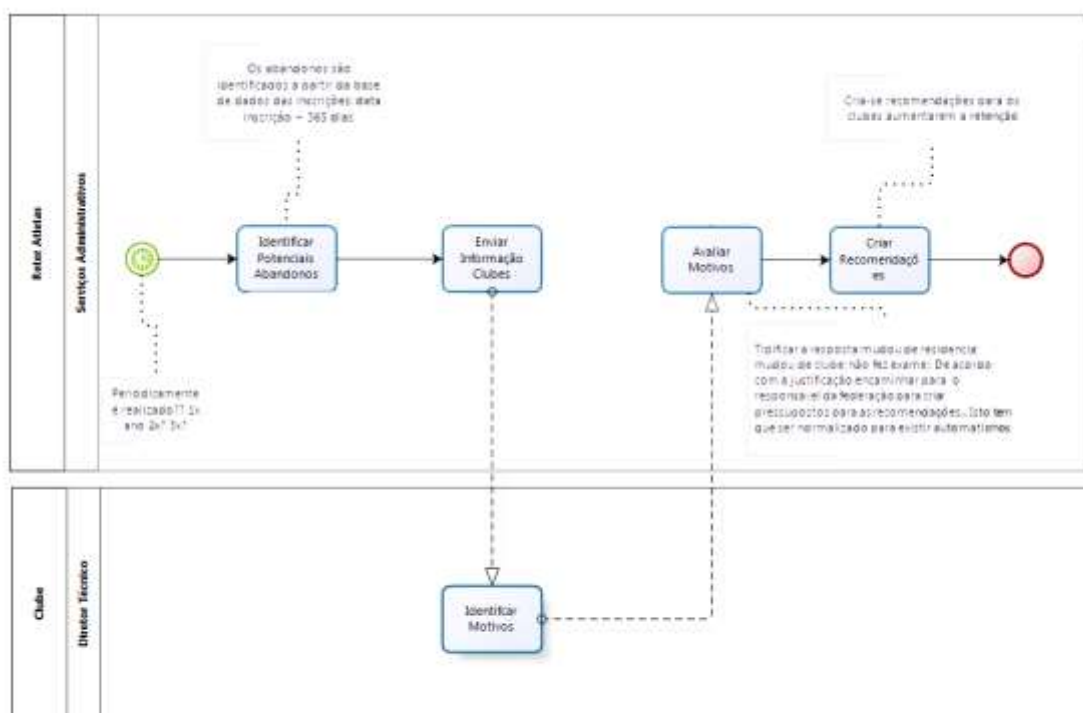 Reter Atletas
Serviços Administrativos
Os abandonos são
identificados a partir da base
de dados das inscrições: data
inscrição – 365 dias
Cria-se recomendações para os
clubes aumentarem a retenção
Identificar
Potenciais
Abandonos
Enviar
Informação
Clubes
Avaliar
Motivos
Criar
Recomendaçõ
es
Periodicamente
é realizado?? 1x
ano 2x? 3x?
Tipificar a resposta mudou de residencia;
mudou de clube; não fez exame; De acordo
com a justificação encaminhar para o
responsável da federação para criar
pressupostos para as recomendações. Isto tem
que ser normalizado para existir automatismos
Clube
Diretor Técnico
Identificar
Motivos